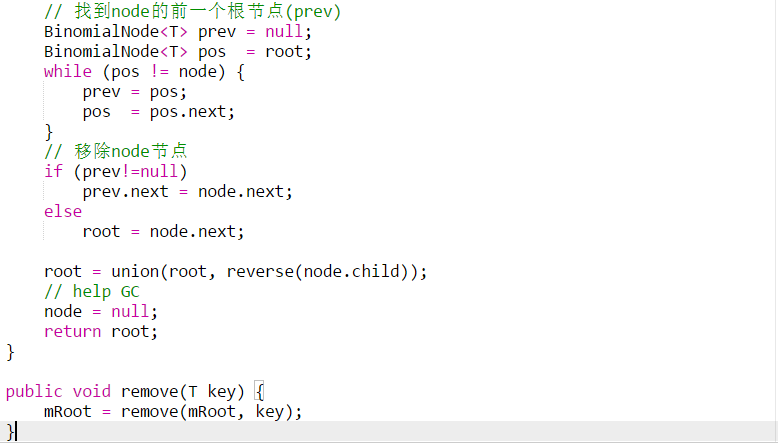 // 找到node的前一个根节点(prev)
BinomialNode<T> prev = null;
BinomialNode<T> pos  = root;
while (pos != node) {
prev = pos;
pos  = pos.next;
}
// 移除node节点
if (prev!=null)
prev.next = node.next;
else
root = node.next;
root = union(root, reverse(node.child));
// help GC
node = null;
return root;
}
public void remove(T key) {
mRoot = remove(mRoot, key);
}